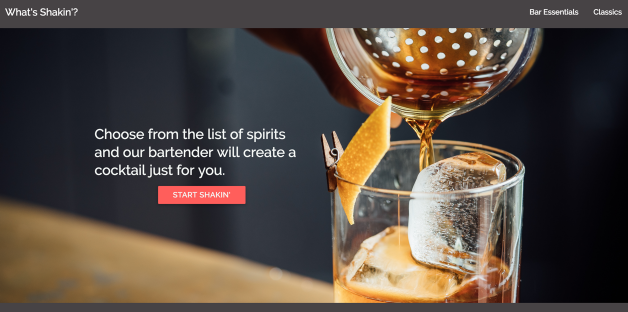 What's Shakin'?
Bar Essentials
Classics
Choose from the list of spirits
and our bartender will create a
cocktail just for you.
START SHAKIN'